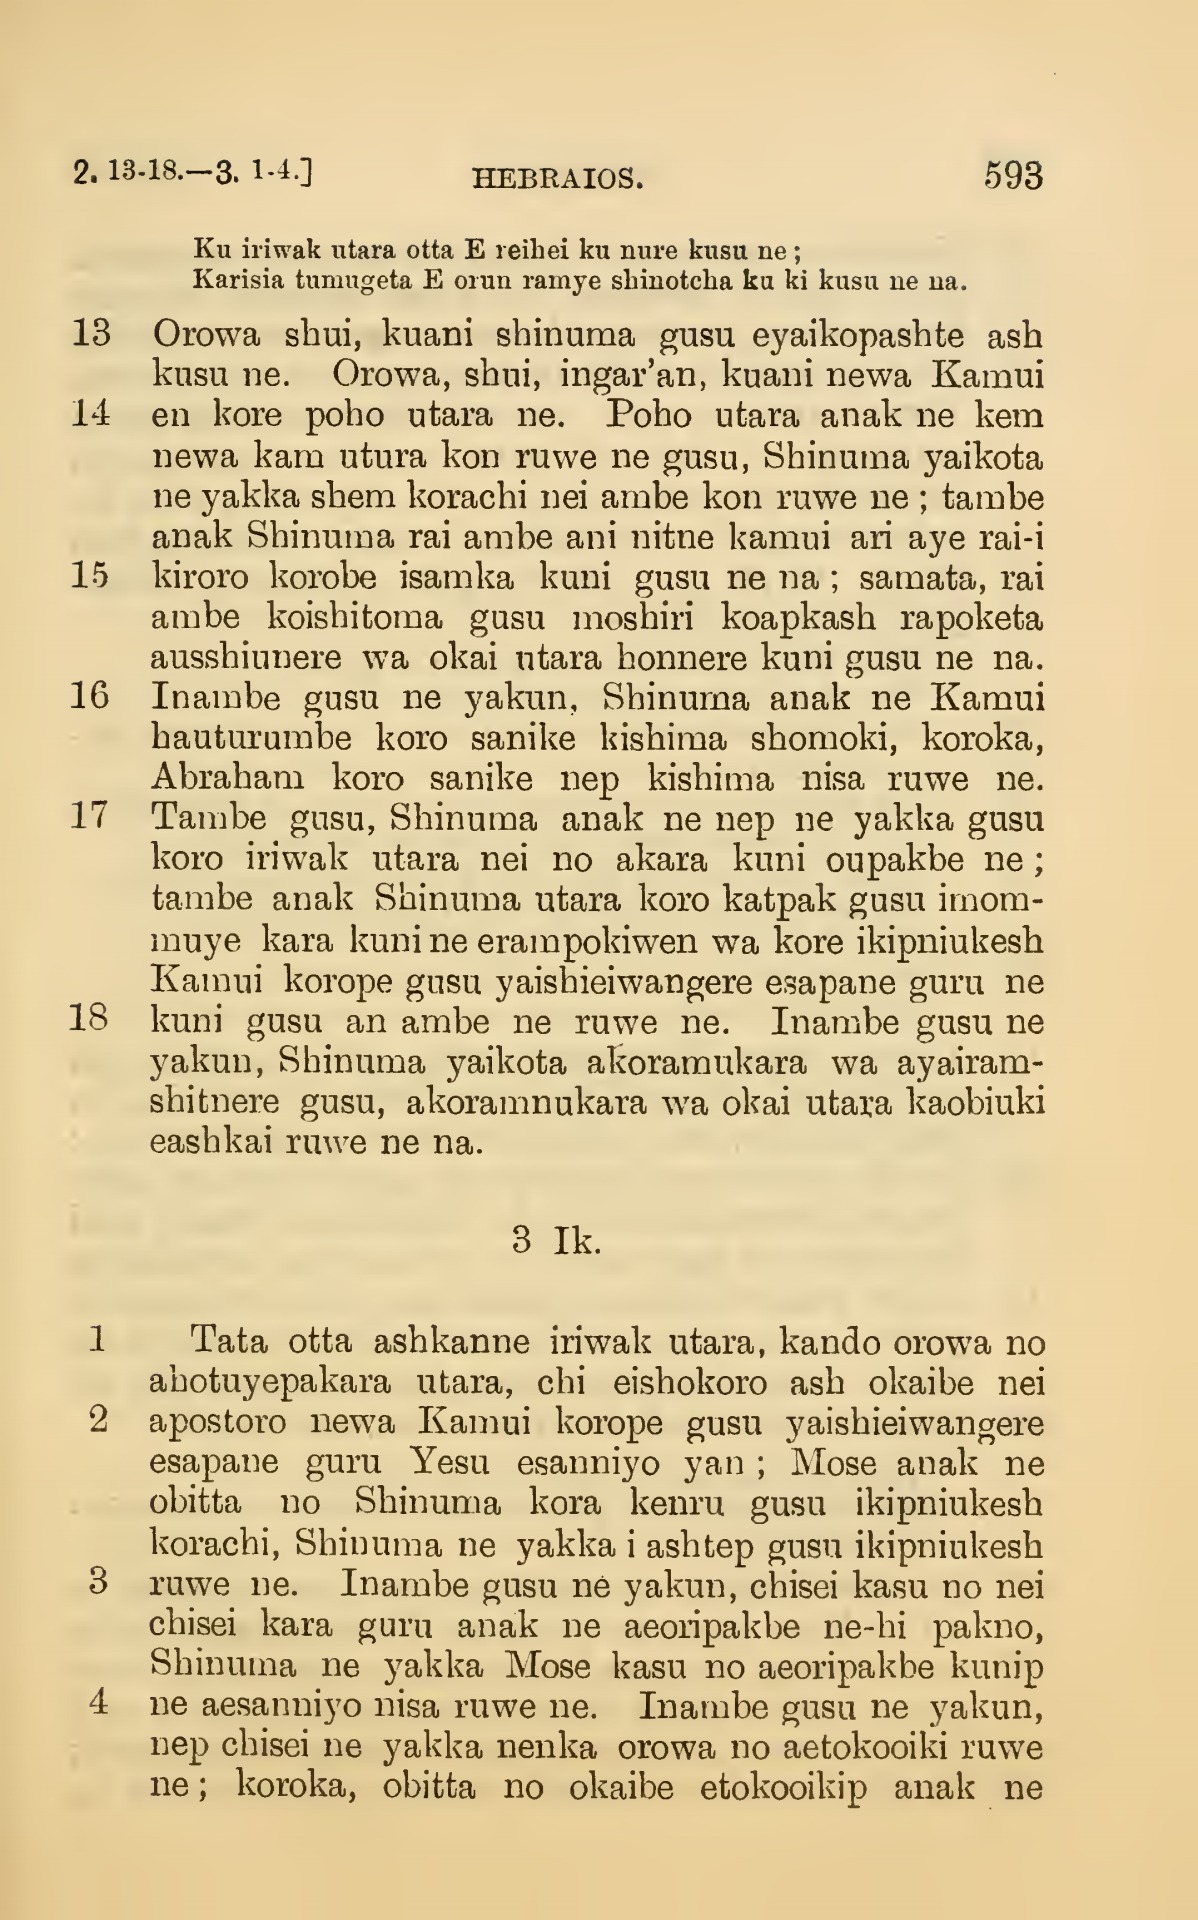 2. 13-18.—3. 1-4.] HEBRAIOS. 593
Ku iriwak utara otta E reihei ku nure kusu ne ;
Karisia tumugeta E orun ramye shinotcha ku ki kusu ne na.
13 Orowa shui, kuani shinuma gusu eyaikopashte ash
kusu ne. Orowa, shui, ingar'an, kuani newa Kamui
14 en kore poho utara ne. Poho utara anak ne kem
newa kam utura kon ruwe ne gusu, Shinuma yaikota
ne yakka shem korachi nei ambe kon ruwe ne ; tambe
anak Shinuma rai ambe ani nitne kamui ari aye rai-i
15 kiroro korobe isamka kuni gusu ne na ; samata, rai
ambe koishitoma gusu moshiri koapkash rapoketa
ausshiunere wa okai utara honnere kuni gusu ne na.
16 Inambe gusu ne yakun, Shinuma anak ne Kamui
hauturumbe koro sanike kishima shomoki, koroka,
Abraham koro sanike nep kishima nisa ruwe ne.
17 Tambe gusu, Shinuma anak ne nep ne yakka gusu
koro iriwak utara nei no akara kuni oupakbe ne ;
tambe anak Shinuma utara koro katpak gusu imom-
muye kara kuni ne erampokiwen wa kore ikipniukesh
Kamui korope gusu yaishieiwangere esapane guru ne
18 kuni gusu an ambe ne ruwe ne. Inambe gusu ne
yakun, Shinuma yaikota akoramukara wa ayairam-
shitnere gusu, akoramnukara wa okai utara kaobiuki
eashkai ruwe ne na.
3 Ik.
1 Tata otta ashkanne iriwak utara, kando orowa no
ahotuyepakara utara, chi eishokoro ash okaibe nei
2 apostoro newa Kamui korope gusu yaishieiwangere
esapane guru Yesu esanniyo yan ; Mose anak ne
obitta no Shinuma kora kenru gusu ikipniukesh
korachi, Shinuma ne yakka i ashtep gusu ikipniukesh
3 ruwe ne. Inambe gusu ne yakun, chisei kasu no nei
chisei kara guru anak ne aeoripakbe ne-hi pakno,
Shinuma ne yakka Mose kasu no aeoripakbe kunip
4 ne aesanniyo nisa ruwe ne. Inambe gusu ne yakun,
nep chisei ne yakka nenka orowa no aetokooiki ruwe
ne ; koroka, obitta no okaibe etokooikip anak ne